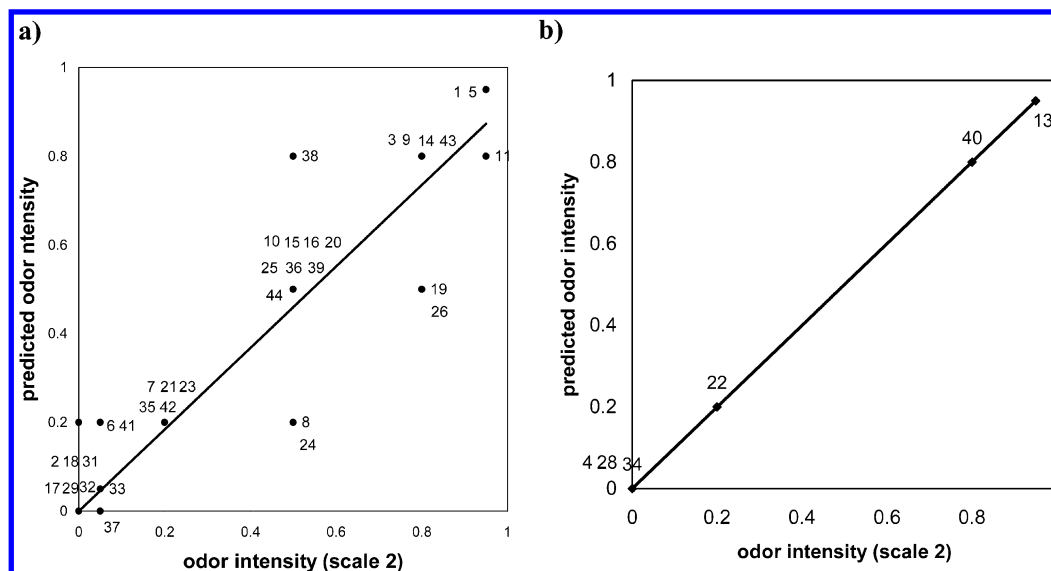 a)
1
1 5
3 9 14 43
0.8
38
11
predicted odor ntensity
0.6
10 15 16 20
25 36 39
44
19
26
0.4
7 21 23
35 42
0.2
6 41
8
24
2 18 31
17 29 32 33
0
37
0 0.2 0.4 0.6 0.8 1
odor intensity (scale 2)
b)
1
13
40
0.8
predicted odor intensity
0.6
0.4
22
0.2
4 28 34
0
0 0.2 0.4 0.6 0.8
odor intensity (scale 2)